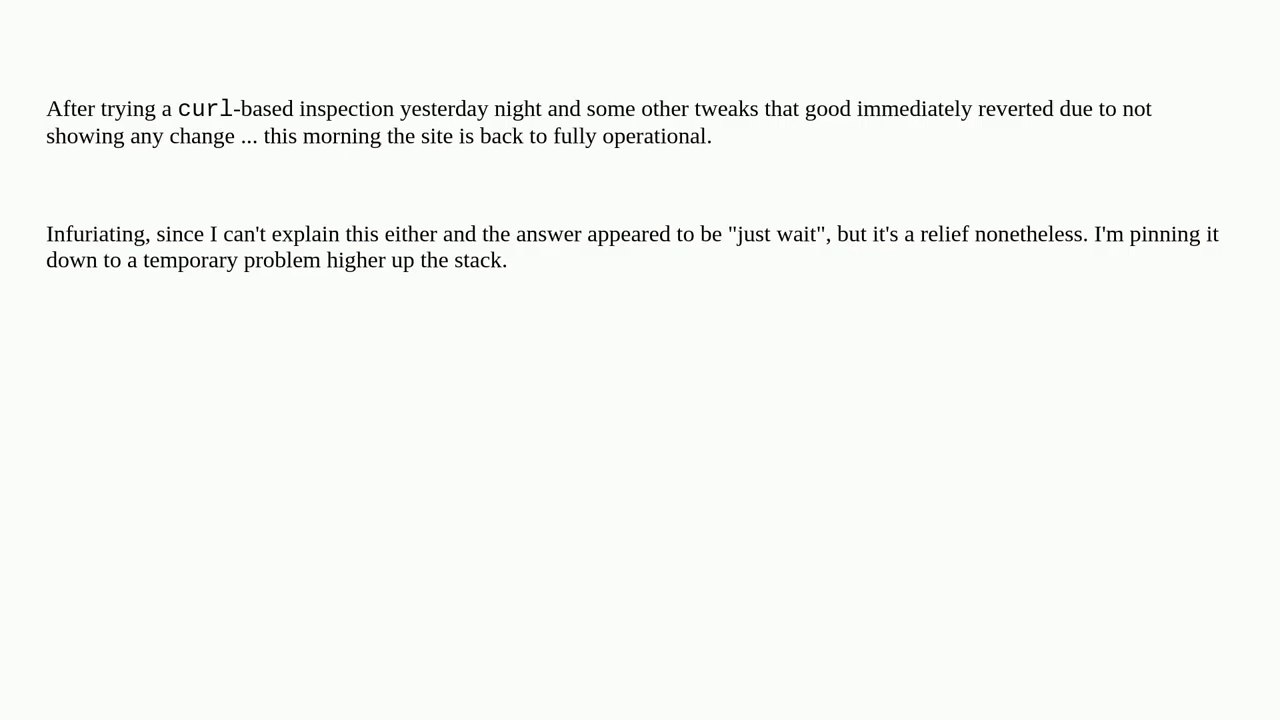 After trying a curl-based inspection yesterday night and some other tweaks that good immediately reverted due to not
showing any change ... this morning the site is back to fully operational.
Infuriating, since I can't explain this either and the answer appeared to be "just wait", but it's a relief nonetheless. I'm pinning it
down to a temporary problem higher up the stack.